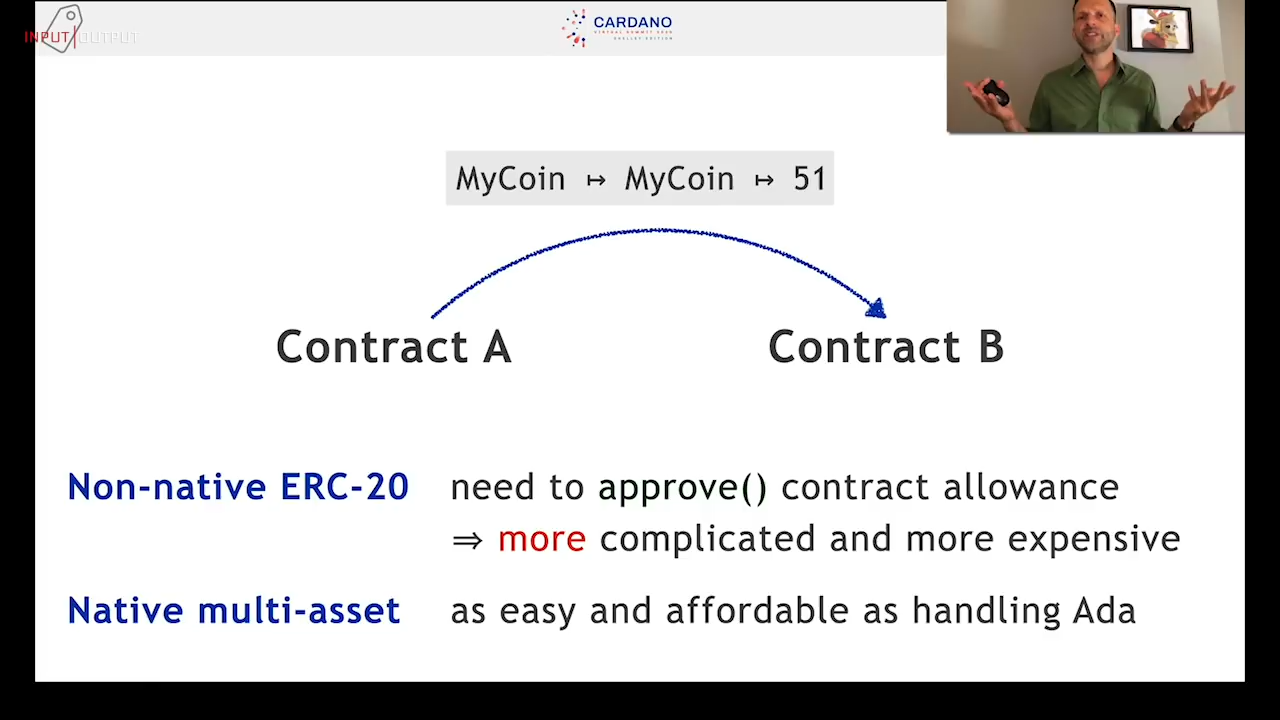 INPUT|OUTPUT
CARDANO
VIRTUAL SUMMIT 2020
SHELLEY EDITION
MyCoin ↦ MyCoin ↦ 51
Contract A
Contract B
Non-native ERC-20 need to approve() contract allowance
⇒ more complicated and more expensive
Native multi-asset as easy and affordable as handling Ada